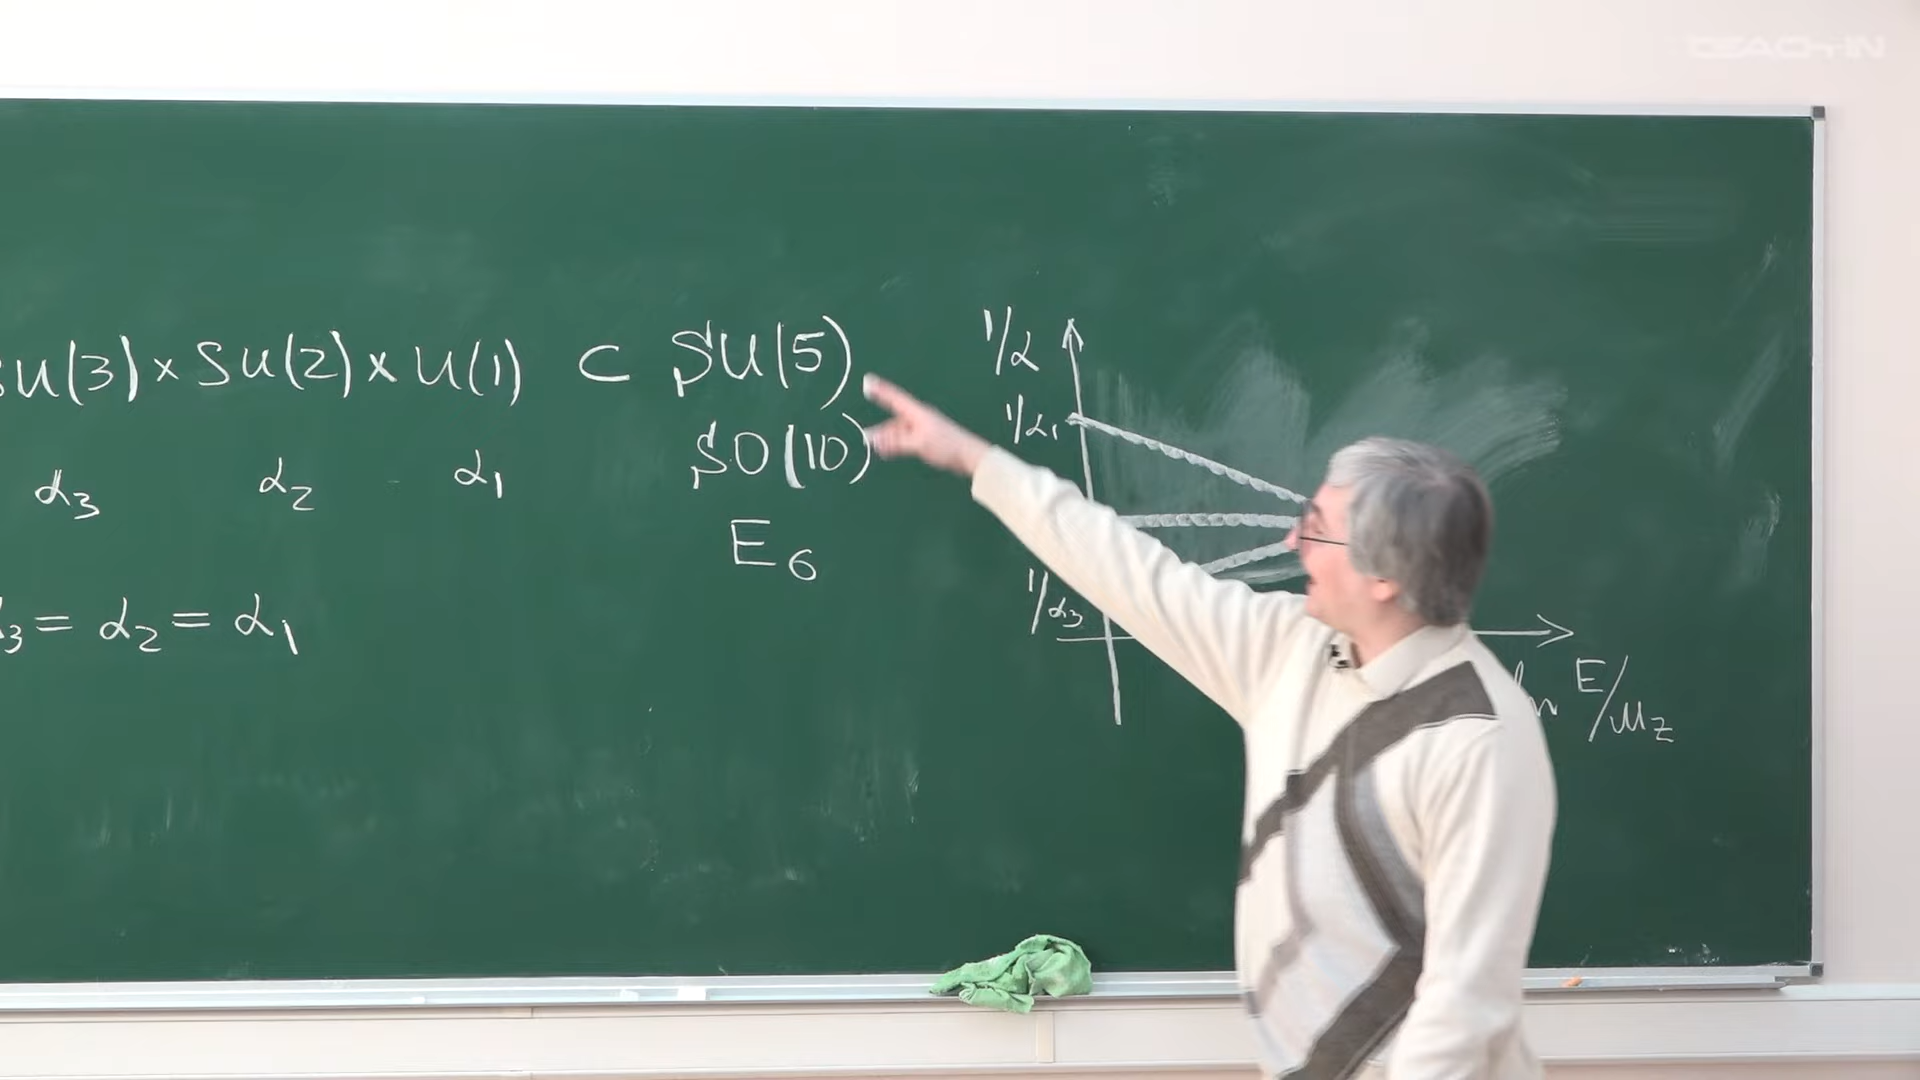 SU(3) × SU(2) × U(1) ⊂ SU(5)
α₃ α₂ α₁ SO(10)
E₆
₃ = α₂ = α₁
1/α
1/α₁
1/α₃
ln E/M_Z